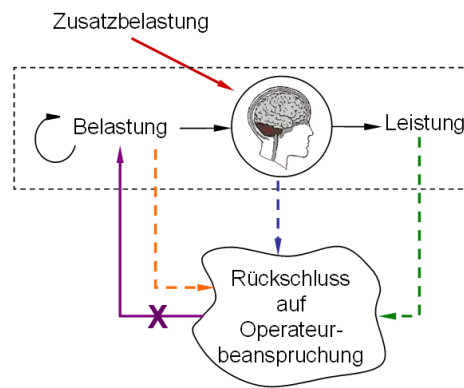 Zusatzbelastung
Belastung
Leistung
Rückschluss
auf
Operateur-
beanspruchung
X